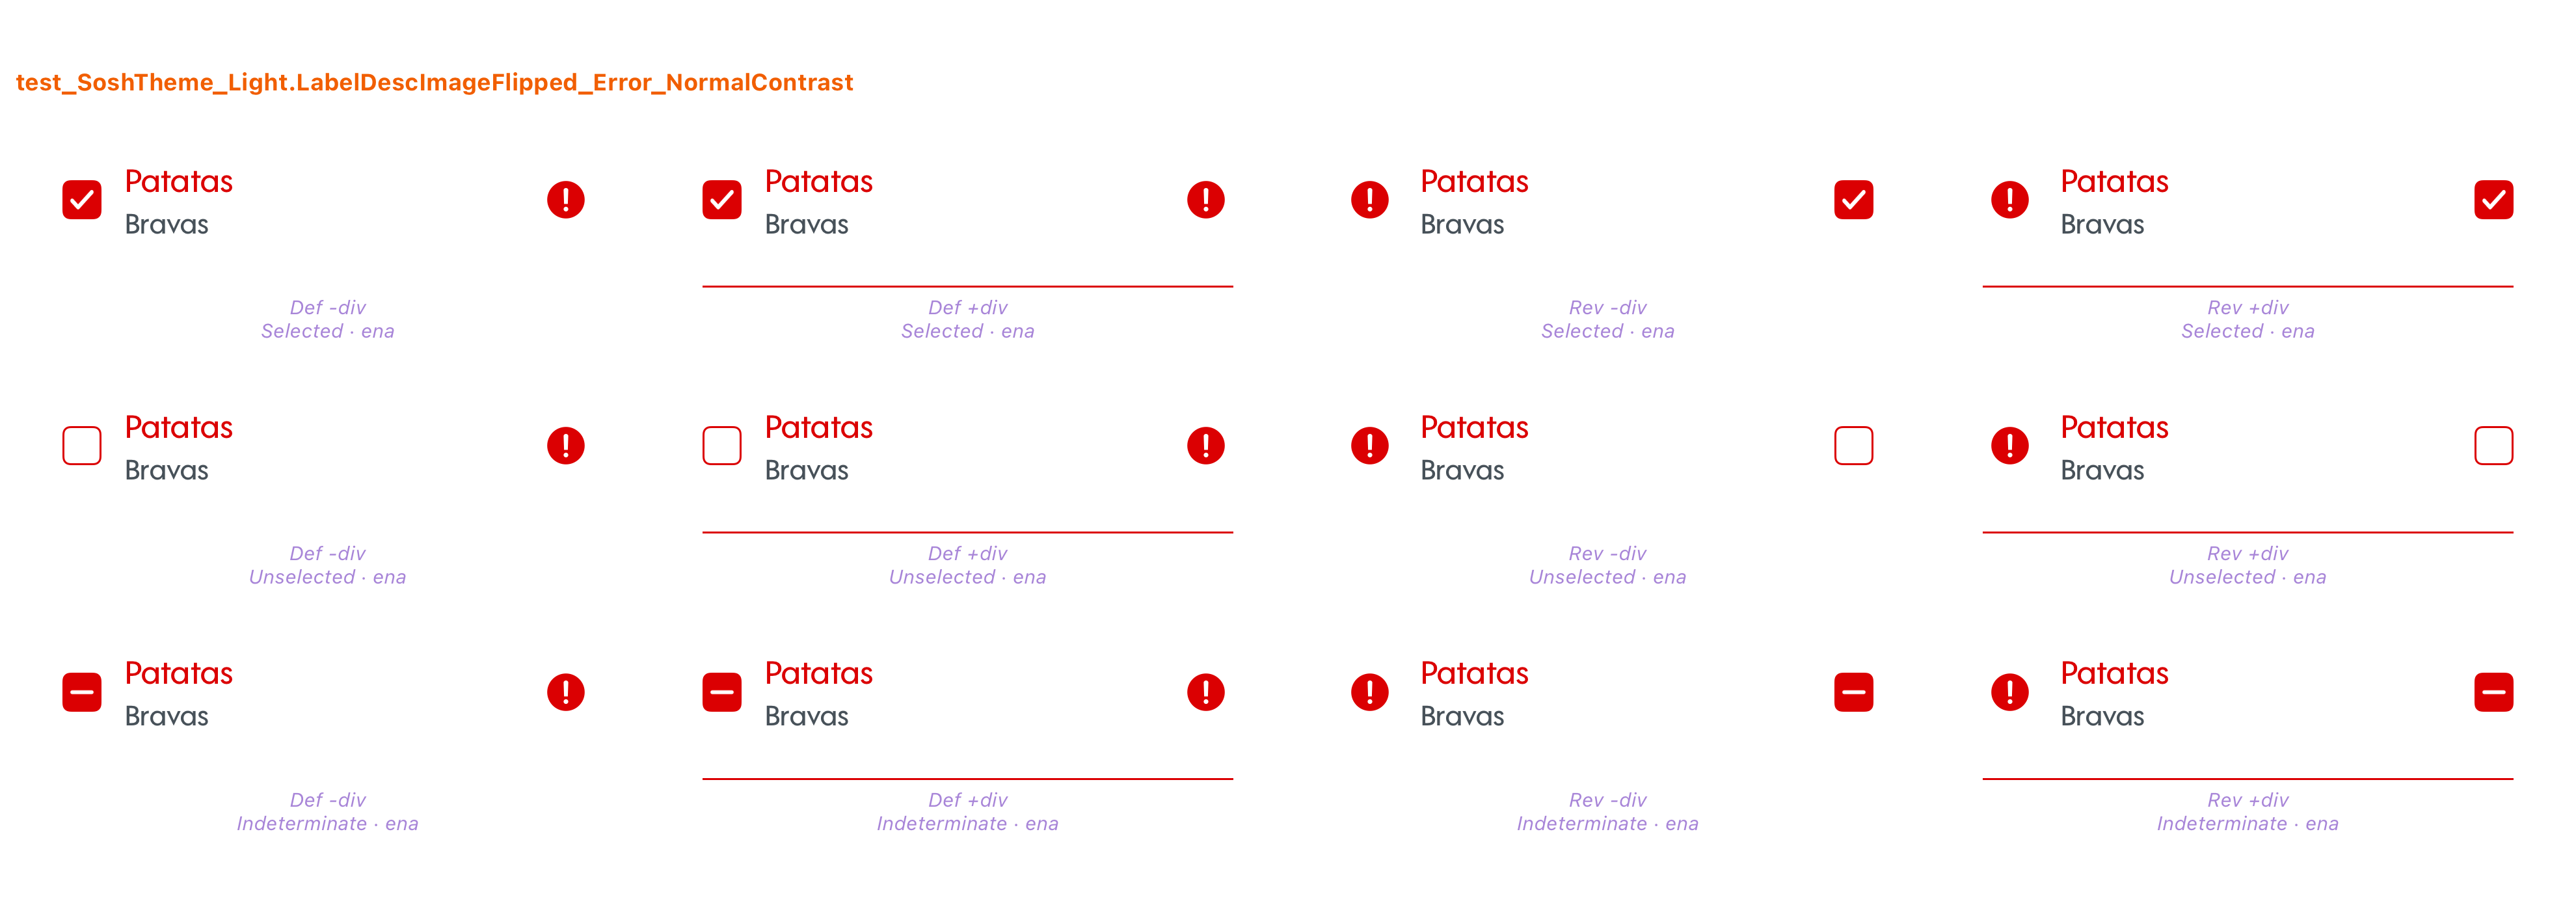 test_SoshTheme_Light.LabelDescImageFlipped_Error_NormalContrast
Patatas
Bravas
Def -div
Selected · ena
Patatas
Bravas
Def +div
Selected · ena
Patatas
Bravas
Rev -div
Selected · ena
Patatas
Bravas
Rev +div
Selected · ena
Patatas
Bravas
Def -div
Unselected · ena
Patatas
Bravas
Def +div
Unselected · ena
Patatas
Bravas
Rev -div
Unselected · ena
Patatas
Bravas
Rev +div
Unselected · ena
Patatas
Bravas
Def -div
Indeterminate · ena
Patatas
Bravas
Def +div
Indeterminate · ena
Patatas
Bravas
Rev -div
Indeterminate · ena
Patatas
Bravas
Rev +div
Indeterminate · ena